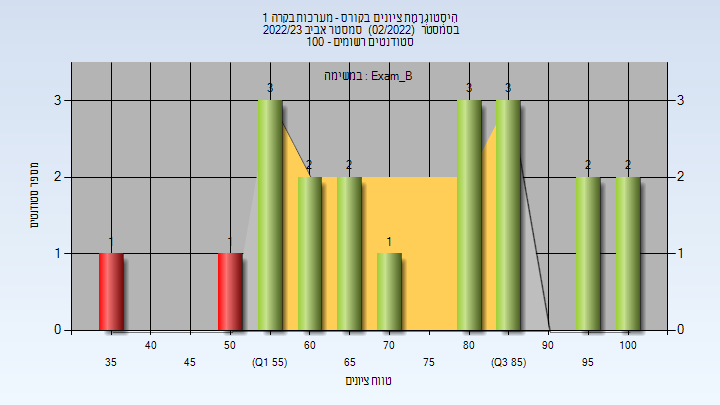 היסטוגרמת ציונים בקורס - מערכות בקרה 1
בסמסטר (02/2022) סמסטר אביב 2022/23
סטודנטים רשומים - 100
במשימה : Exam_B
מספר סטודנטים
3 3
2 2
1 1
0 0
1 1 3 2 2 1 3 3 2 2
40 50 60 70 80 90 100
35 45 (Q1 55) 65 75 (Q3 85) 95
טווח ציונים